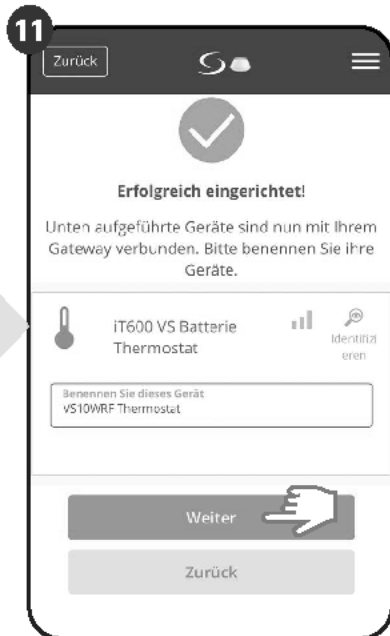 11
Zurück
Erfolgreich eingerichtet!
Unten aufgeführte Geräte sind nun mit Ihrem
Gateway verbunden. Bitte benennen Sie ihre
Geräte.
iT600 VS Batterie
Thermostat
Identifizi
eren
Benennen Sie dieses Gerät
VS10WRF Thermostat
Weiter
Zurück